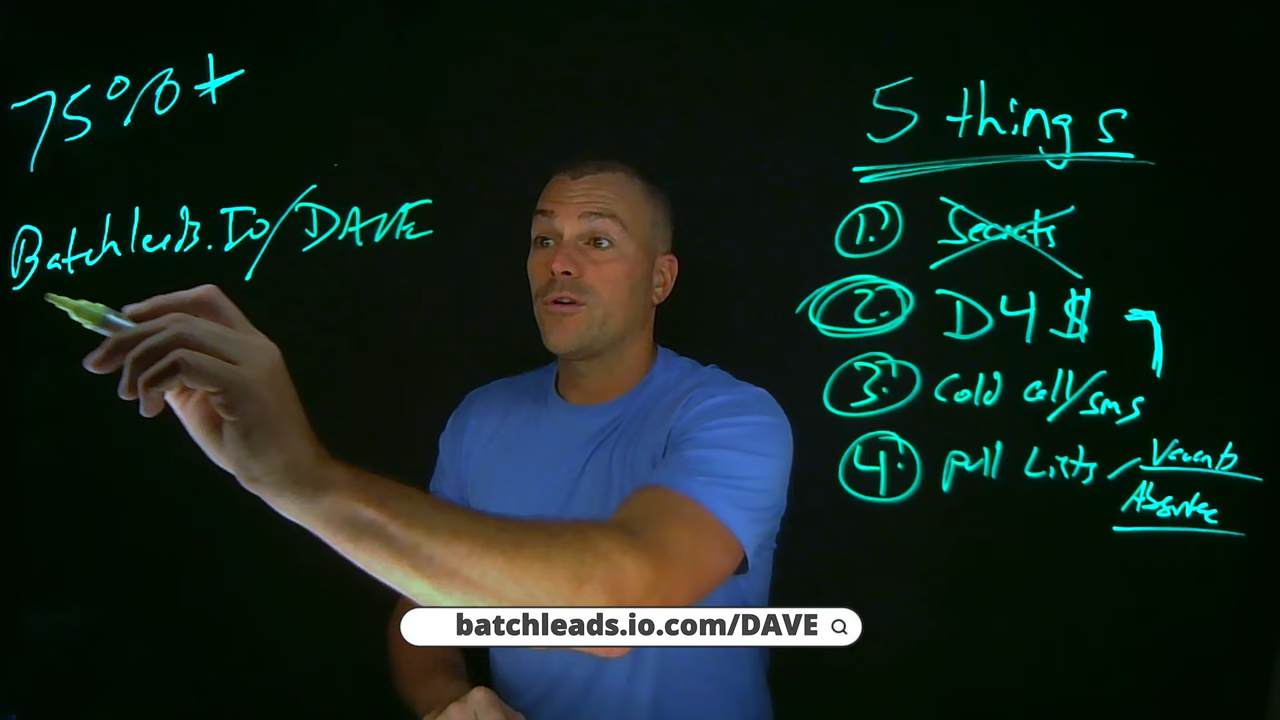 75%+
Batchleads.Io/DAVE
5 things
1. Secrets
2. D4$
3. Cold call/sms
4. pull Lists / Vacants
Absentee
batchleads.io.com/DAVE